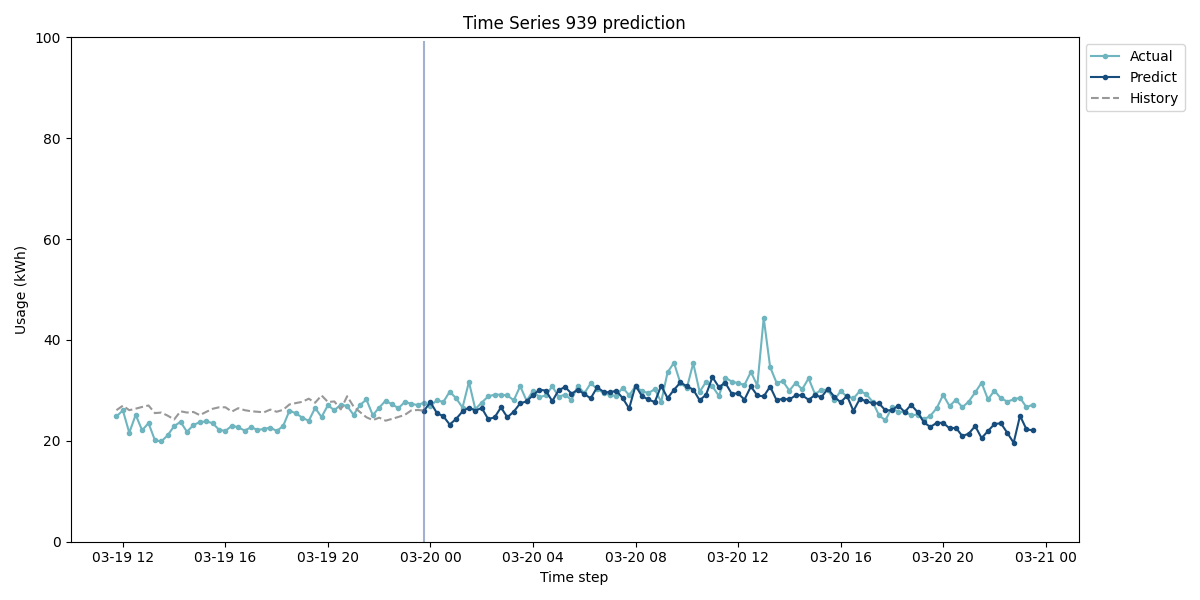 Time Series 939 prediction
100
80
60
40
20
0
Usage (kWh)
03-19 12 03-19 16 03-19 20 03-20 00 03-20 04 03-20 08 03-20 12 03-20 16 03-20 20 03-21 00
Time step
Actual
Predict
History